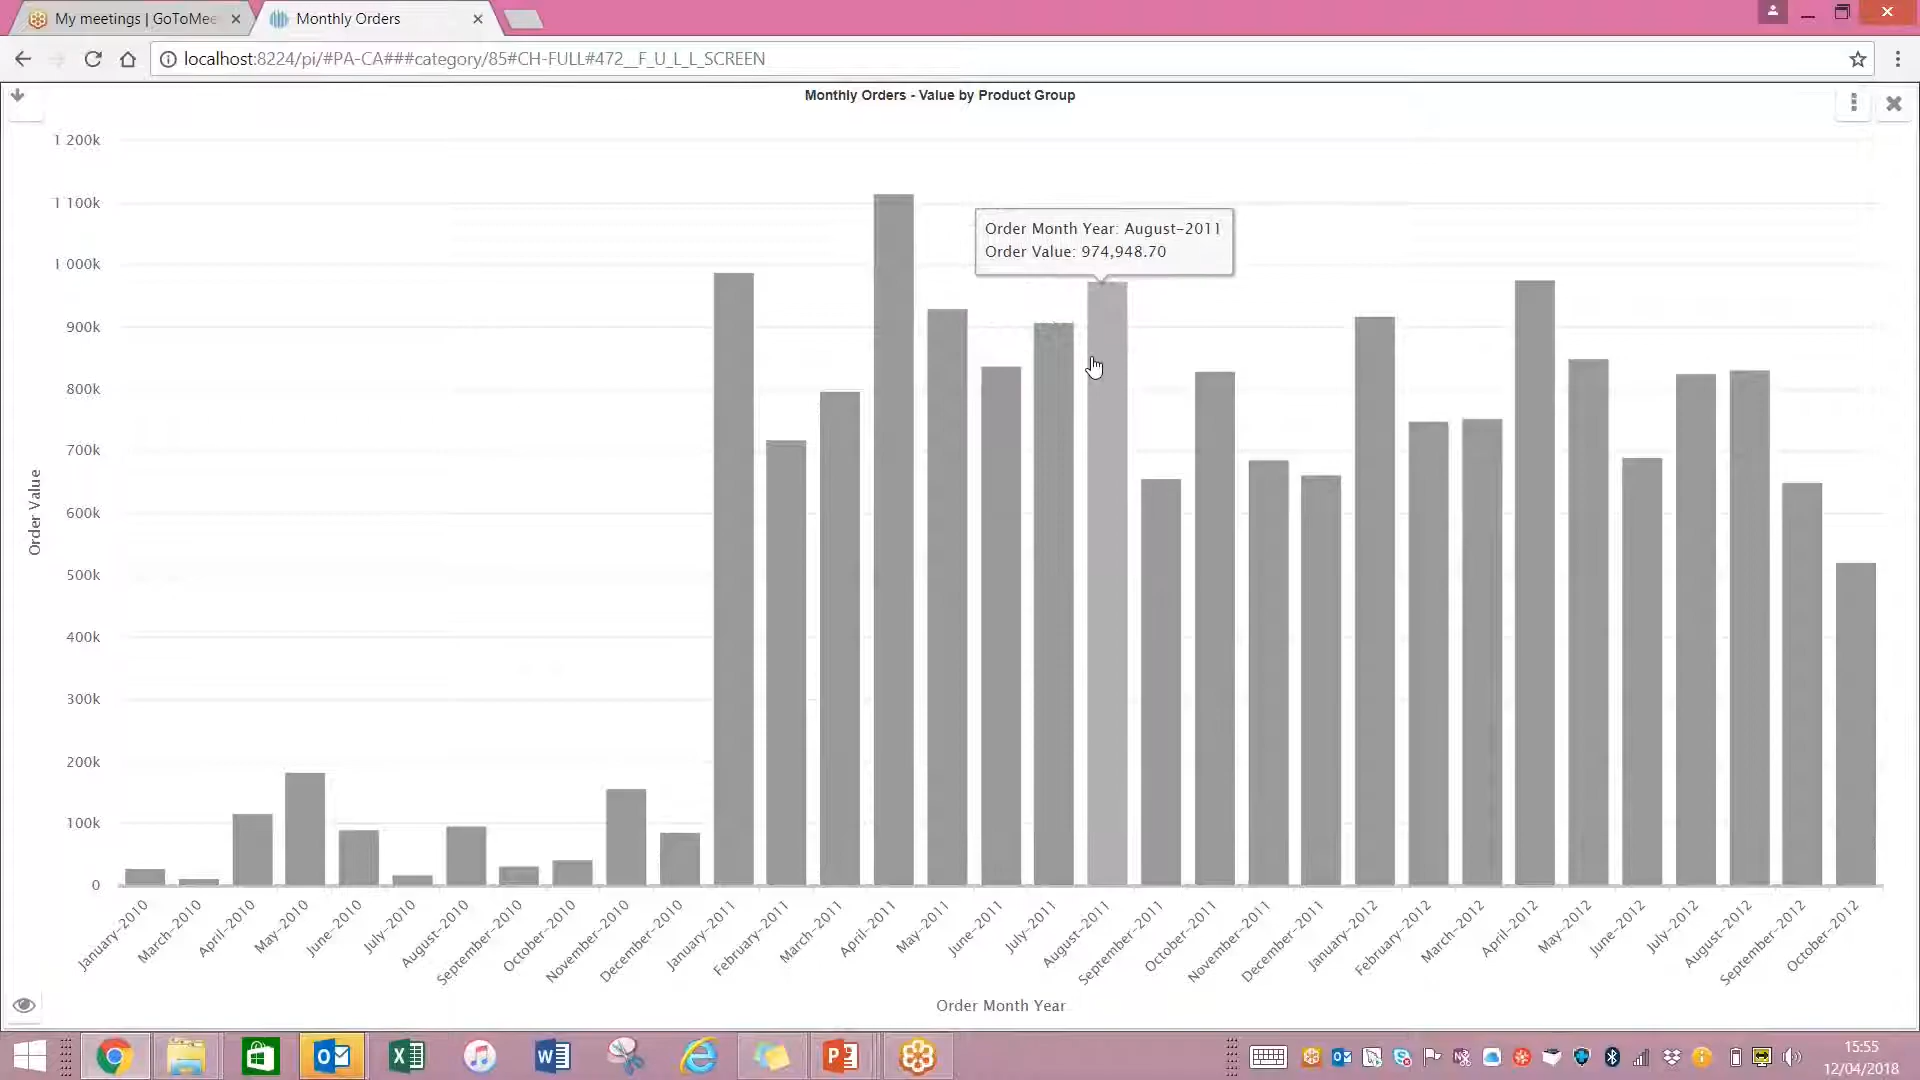 My meetings | GoToMee
Monthly Orders
localhost:8224/pi/#PA-CA###category/85#CH-FULL#472__F_U_L_L_SCREEN
Monthly Orders - Value by Product Group
1 200k
1 100k
1 000k
900k
800k
700k
600k
500k
400k
300k
200k
100k
0
Order Value
Order Month Year: August-2011
Order Value: 974,948.70
January-2010
March-2010
April-2010
May-2010
June-2010
July-2010
August-2010
September-2010
October-2010
November-2010
December-2010
January-2011
February-2011
March-2011
April-2011
May-2011
June-2011
July-2011
August-2011
September-2011
October-2011
November-2011
December-2011
January-2012
February-2012
March-2012
April-2012
May-2012
June-2012
July-2012
August-2012
September-2012
October-2012
Order Month Year
15:55
12/04/2018